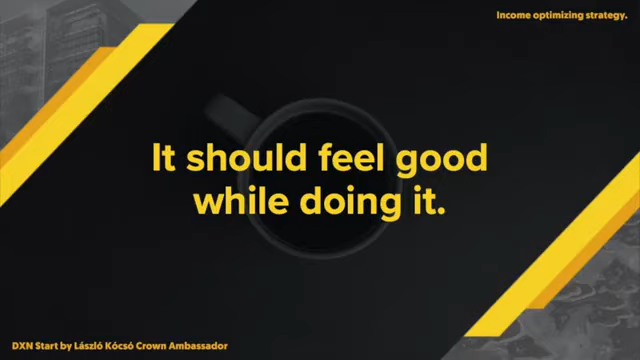 Income optimizing strategy.
It should feel good
while doing it.
DXN Start by László Kócsó Crown Ambassador